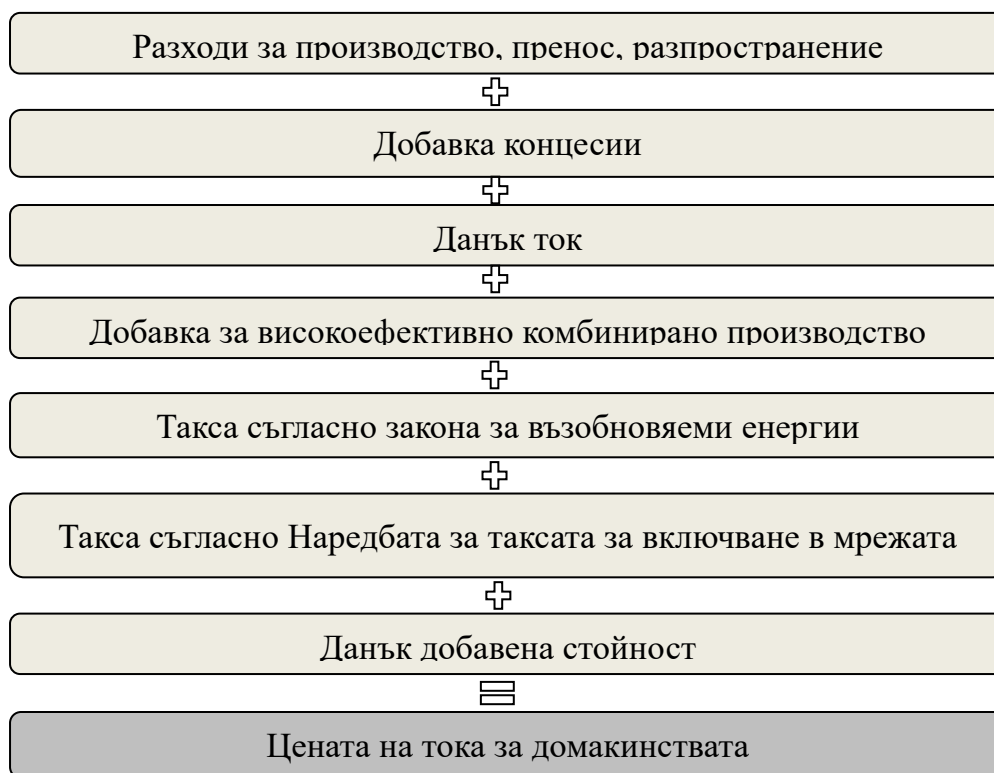 Разходи за производство, пренос, разпространение
Добавка концесии
Данък ток
Добавка за високоефективно комбинирано производство
Такса съгласно закона за възобновяеми енергии
Такса съгласно Наредбата за таксата за включване в мрежата
Данък добавена стойност
Цената на тока за домакинствата